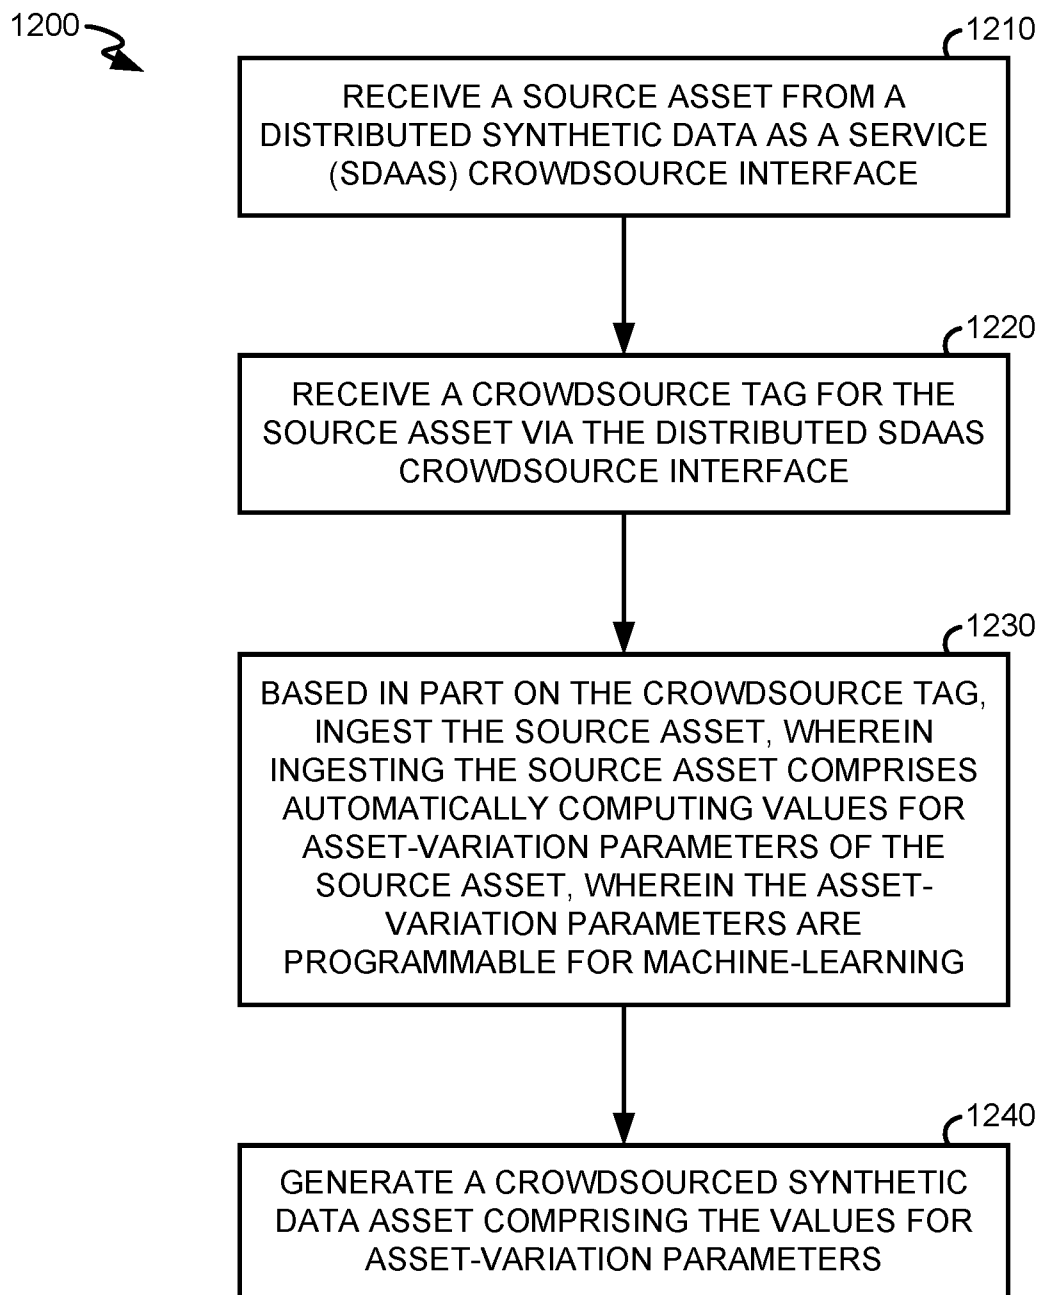 1200
1210
RECEIVE A SOURCE ASSET FROM A
DISTRIBUTED SYNTHETIC DATA AS A SERVICE
(SDAAS) CROWDSOURCE INTERFACE
1220
RECEIVE A CROWDSOURCE TAG FOR THE
SOURCE ASSET VIA THE DISTRIBUTED SDAAS
CROWDSOURCE INTERFACE
1230
BASED IN PART ON THE CROWDSOURCE TAG,
INGEST THE SOURCE ASSET, WHEREIN
INGESTING THE SOURCE ASSET COMPRISES
AUTOMATICALLY COMPUTING VALUES FOR
ASSET-VARIATION PARAMETERS OF THE
SOURCE ASSET, WHEREIN THE ASSET-
VARIATION PARAMETERS ARE
PROGRAMMABLE FOR MACHINE-LEARNING
1240
GENERATE A CROWDSOURCED SYNTHETIC
DATA ASSET COMPRISING THE VALUES FOR
ASSET-VARIATION PARAMETERS